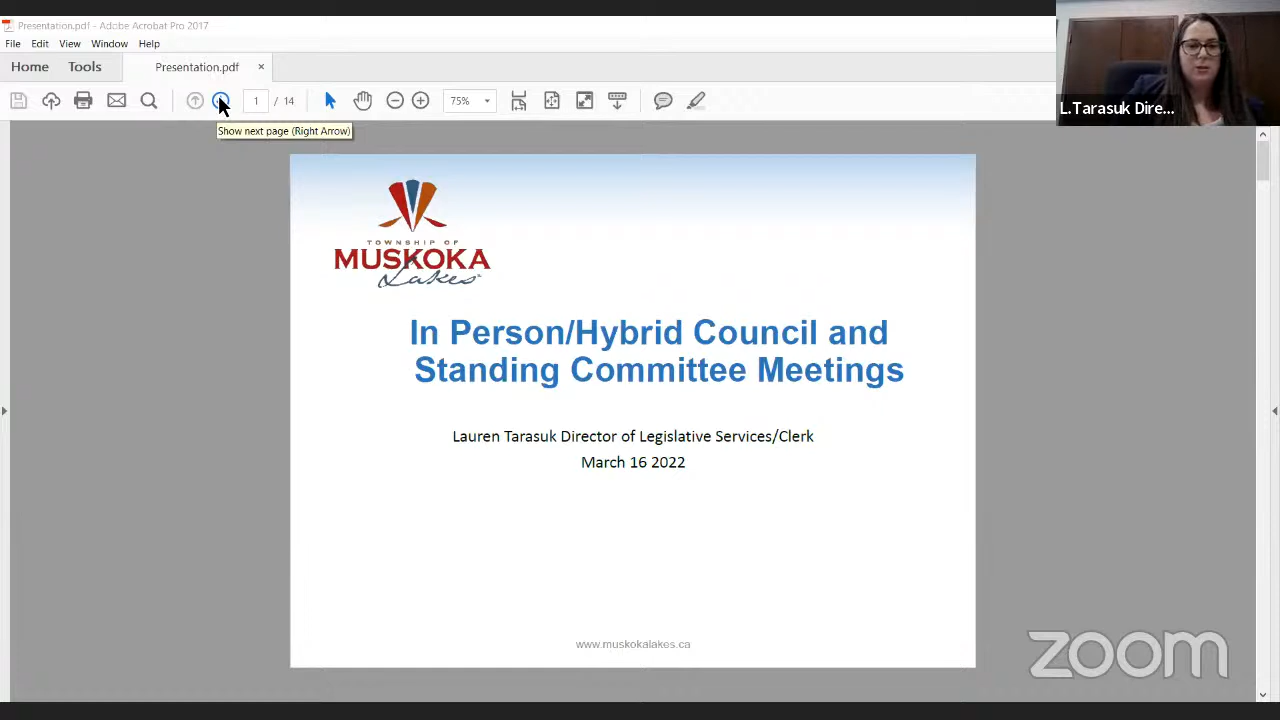 Presentation.pdf - Adobe Acrobat Pro 2017
File Edit View Window Help
Home Tools Presentation.pdf ×
1 / 14 75%
Show next page (Right Arrow)
L.Tarasuk Dire...
TOWNSHIP OF
MUSKOKA
Lakes
In Person/Hybrid Council and
Standing Committee Meetings
Lauren Tarasuk Director of Legislative Services/Clerk
March 16 2022
www.muskokalakes.ca
zoom